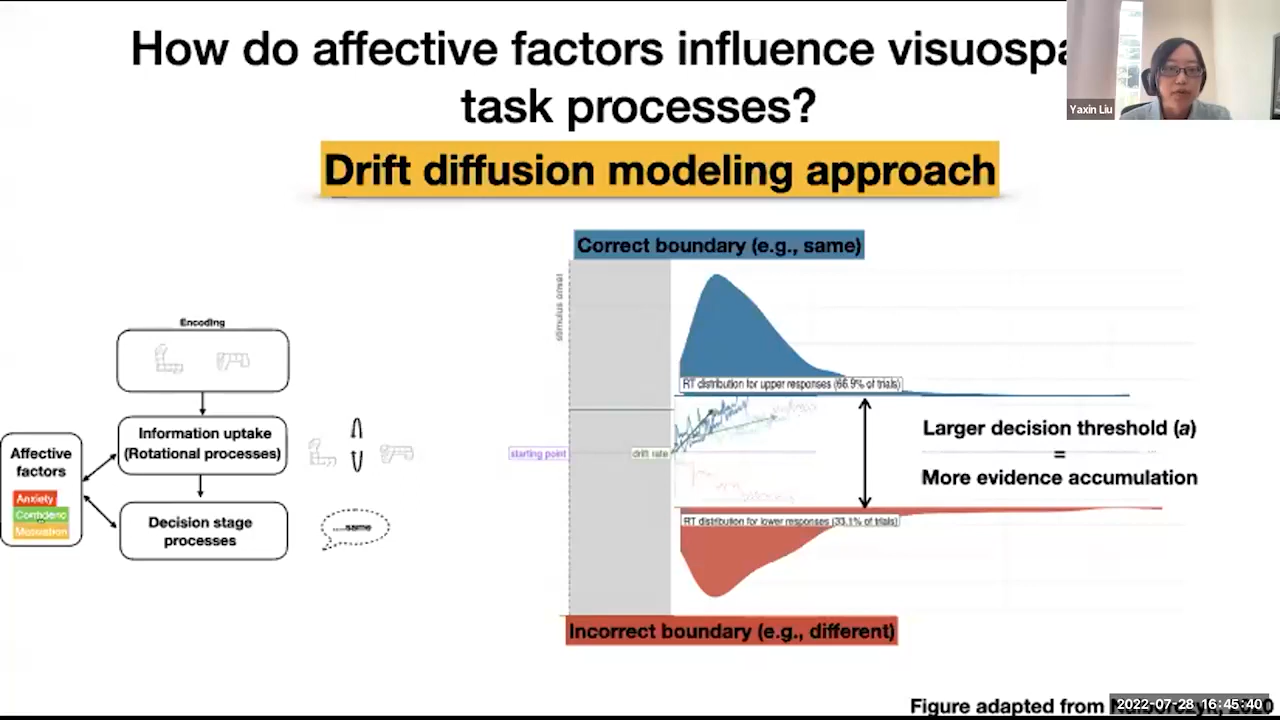 How do affective factors influence visuospa
task processes?
Yaxin Liu
Drift diffusion modeling approach
Correct boundary (e.g., same)
stimulus onset
Encoding
RT distribution for upper responses (66.9% of trials)
Information uptake
(Rotational processes)
Affective
factors
Anxiety
Confidenc
Motivation
starting point
drift rate
Larger decision threshold (a)
=
More evidence accumulation
Decision stage
processes
....same
RT distribution for lower responses (33.1% of trials)
Incorrect boundary (e.g., different)
Figure adapted from
2022-07-28 16:45:40